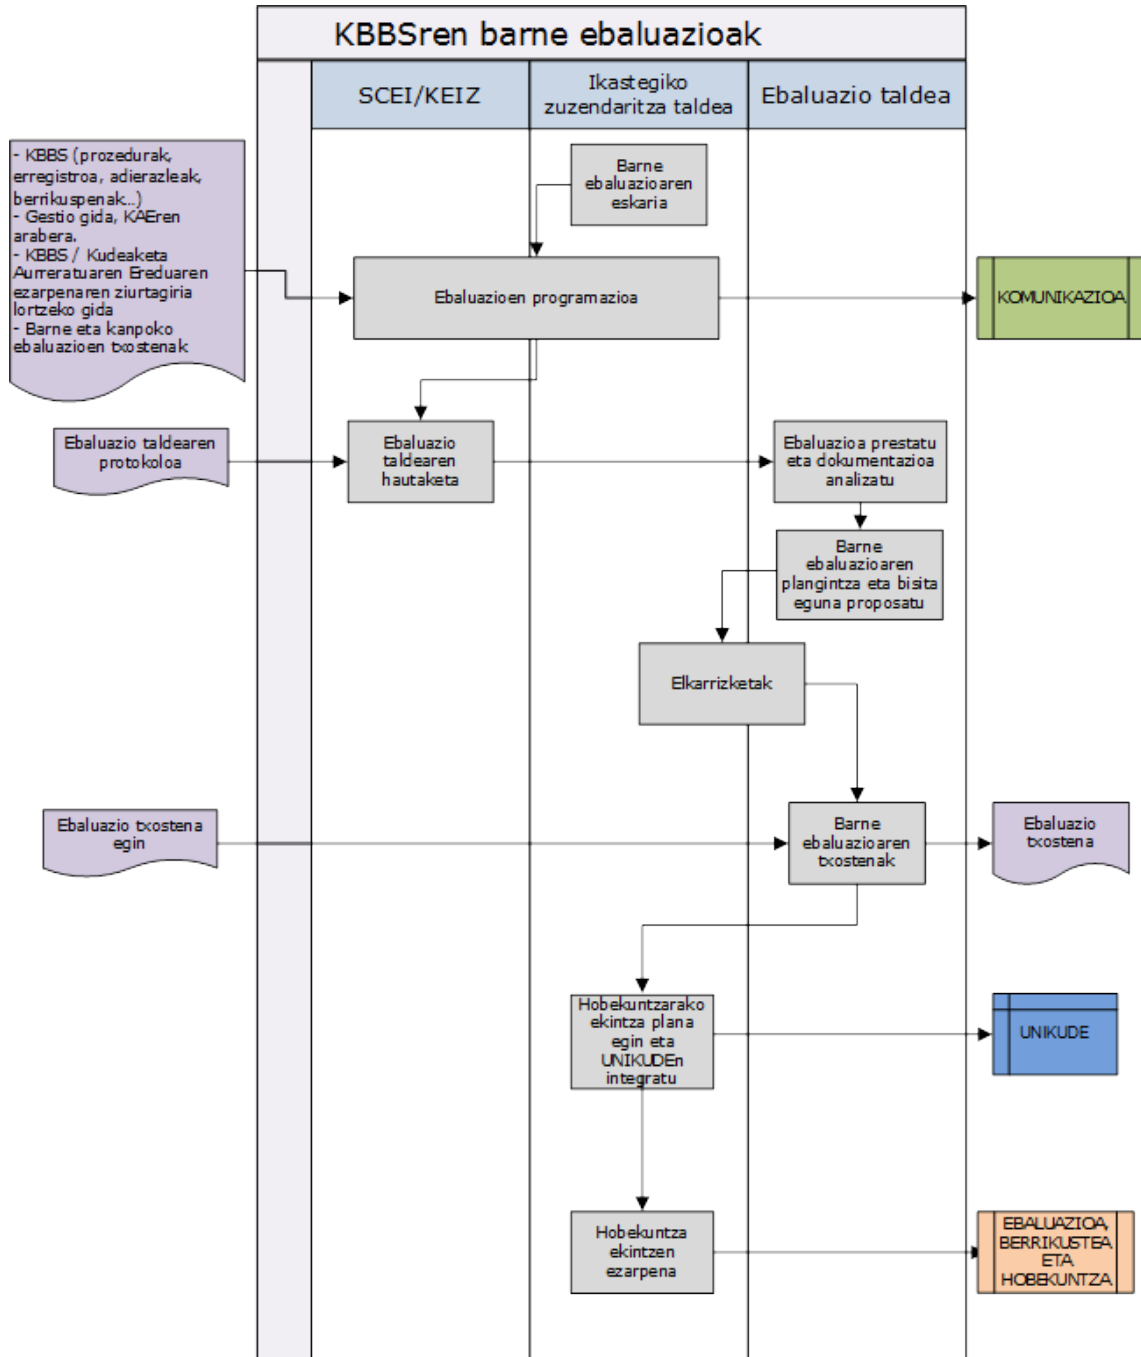 KBBSren barne ebaluazioak
SCEI/KEIZ
Ikastegiko
zuzendaritza taldea
Ebaluazio taldea
- KBBS (prozedurak,
erregistroa, adierazleak,
berrikuspenak...)
- Gestio gida, KAEren
arabera.
- KBBS / Kudeaketa
Aurreratuaren Ereduaren
ezarpenaren ziurtagiria
lortzeko gida
- Barne eta kanpoko
ebaluazioen txostenak
Barne
ebaluazioaren
eskaria
Ebaluazioen programazioa
KOMUNIKAZIOA
Ebaluazio taldearen
protokoloa
Ebaluazio
taldearen
hautaketa
Ebaluazioa prestatu
eta dokumentazioa
analizatu
Barne
ebaluazioaren
plangintza eta bisita
eguna proposatu
Elkarrizketak
Ebaluazio txostena
egin
Barne
ebaluazioaren
txostenak
Ebaluazio
txostena
Hobekuntzarako
ekintza plana
egin eta
UNIKUDEn
integratu
UNIKUDE
Hobekuntza
ekintzen
ezarpena
EBALUAZIOA,
BERRIKUSTEA
ETA
HOBEKUNTZA